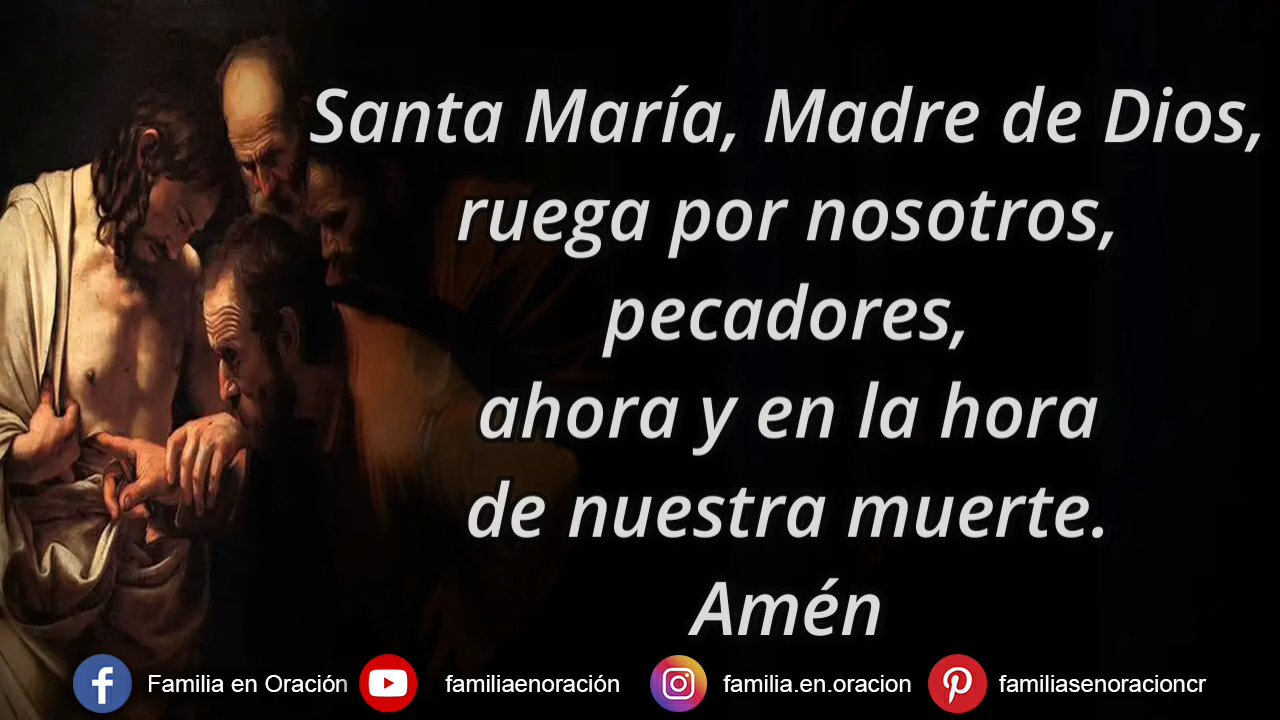 Santa María, Madre de Dios,
ruega por nosotros,
pecadores,
ahora y en la hora
de nuestra muerte.
Amén
Familia en Oración familiaenoración familia.en.oracion familiasenoracioncr